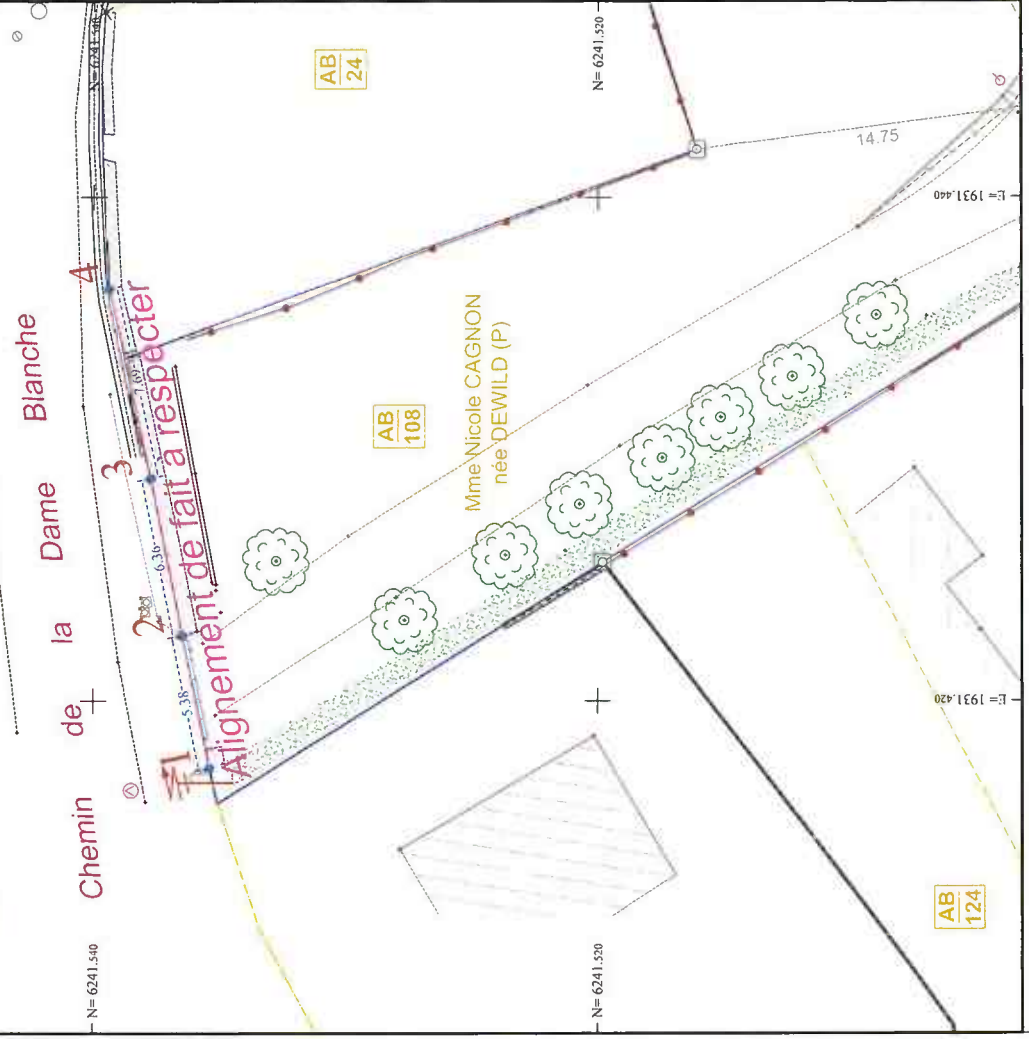 N= 6241.540
N= 6241.520
AB
24
Chemin de la Dame Blanche
4
14.75
E= 1931.440
3
7.69
Alignement de fait à respecter
AB
108
Mme Nicole CAGNON
née DEWILD (P)
2
6.36
5.38
1
E= 1931.420
AB
124
N= 6241.540
N= 6241.520